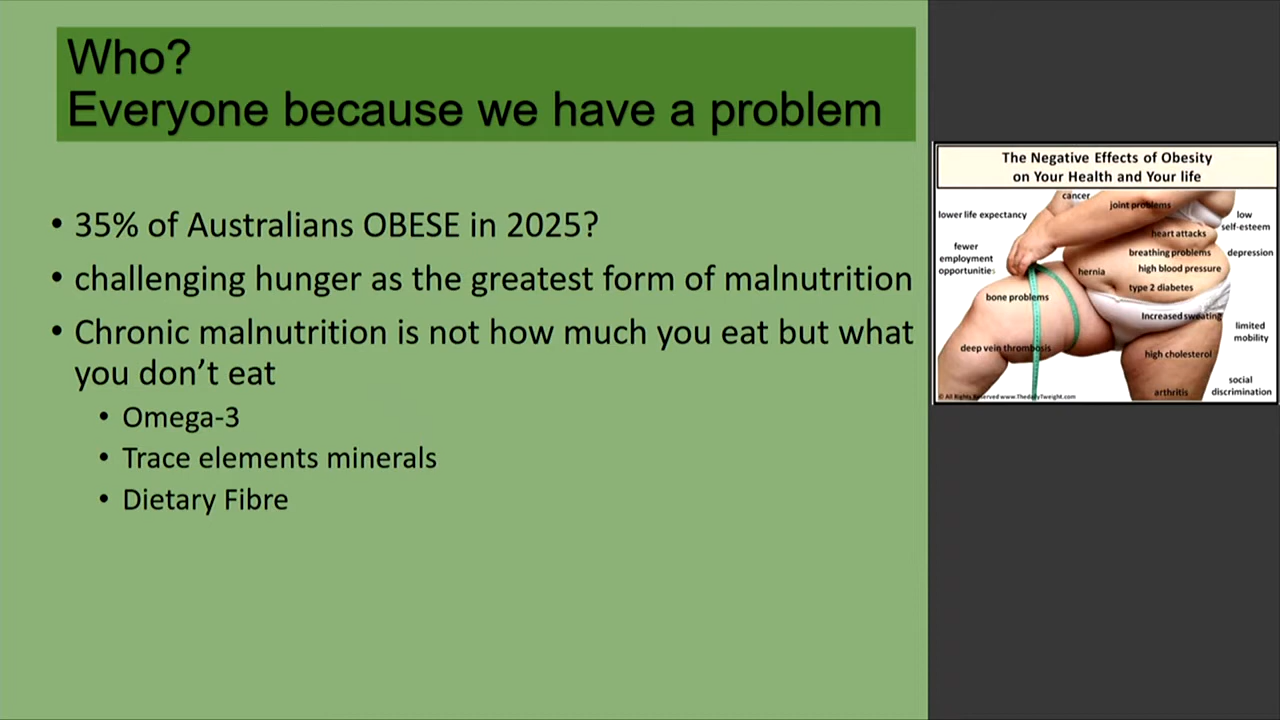 Who?
Everyone because we have a problem
• 35% of Australians OBESE in 2025?
• challenging hunger as the greatest form of malnutrition
• Chronic malnutrition is not how much you eat but what
you don't eat
• Omega-3
• Trace elements minerals
• Dietary Fibre
The Negative Effects of Obesity
on Your Health and Your life
cancer
joint problems
lower life expectancy
low
self-esteem
heart attacks
fewer
employment
opportunities
breathing problems
depression
hernia
high blood pressure
type 2 diabetes
bone problems
Increased sweating
limited
mobility
deep vein thrombosis
high cholesterol
social
discrimination
arthritis
© All Rights Reserved